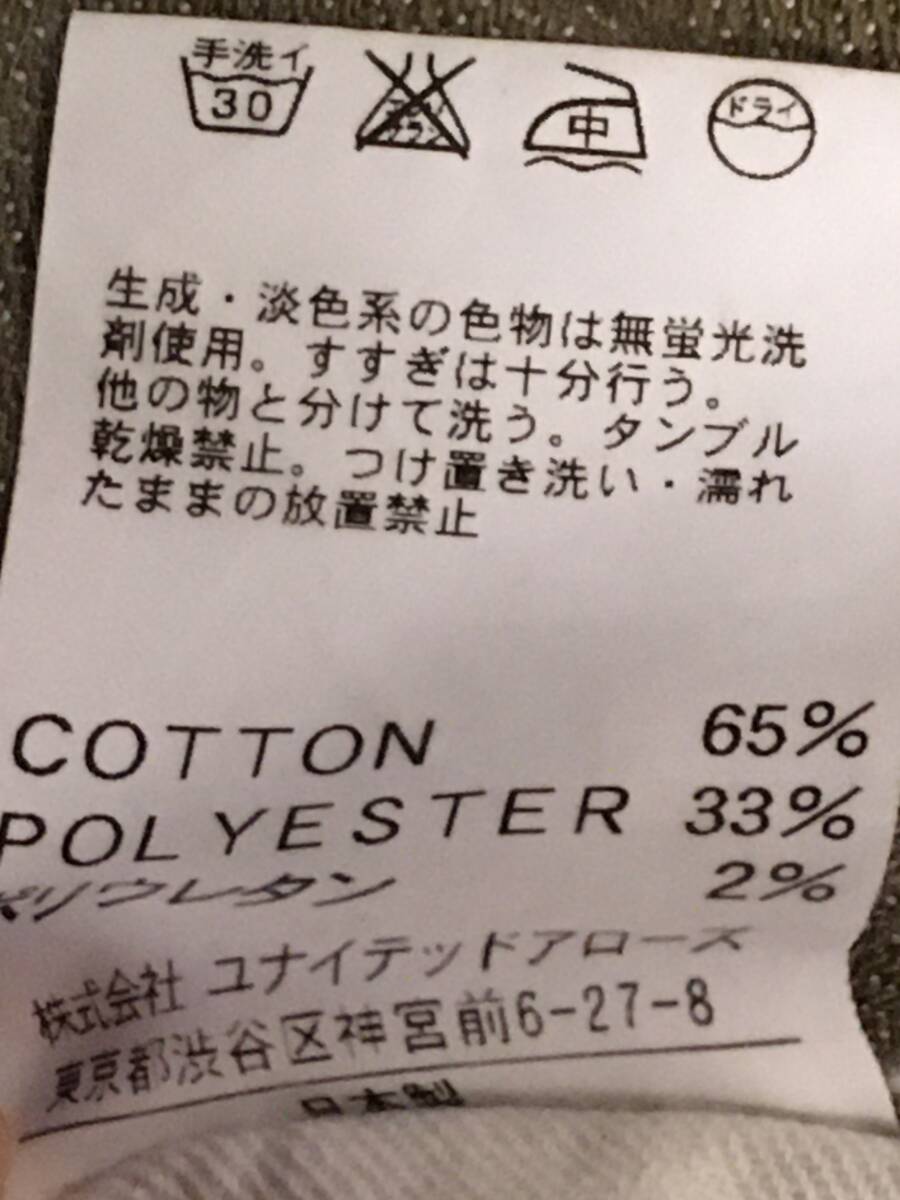 手洗イ
30
中
ドライ
生成・淡色系の色物は無蛍光洗
剤使用。すすぎは十分行う。
他の物と分けて洗う。タンブル
乾燥禁止。つけ置き洗い・濡れ
たままの放置禁止
COTTON 65%
POLYESTER 33%
ポリウレタン 2%
株式会社 ユナイテッドアローズ
東京都渋谷区神宮前6-27-8
日本製